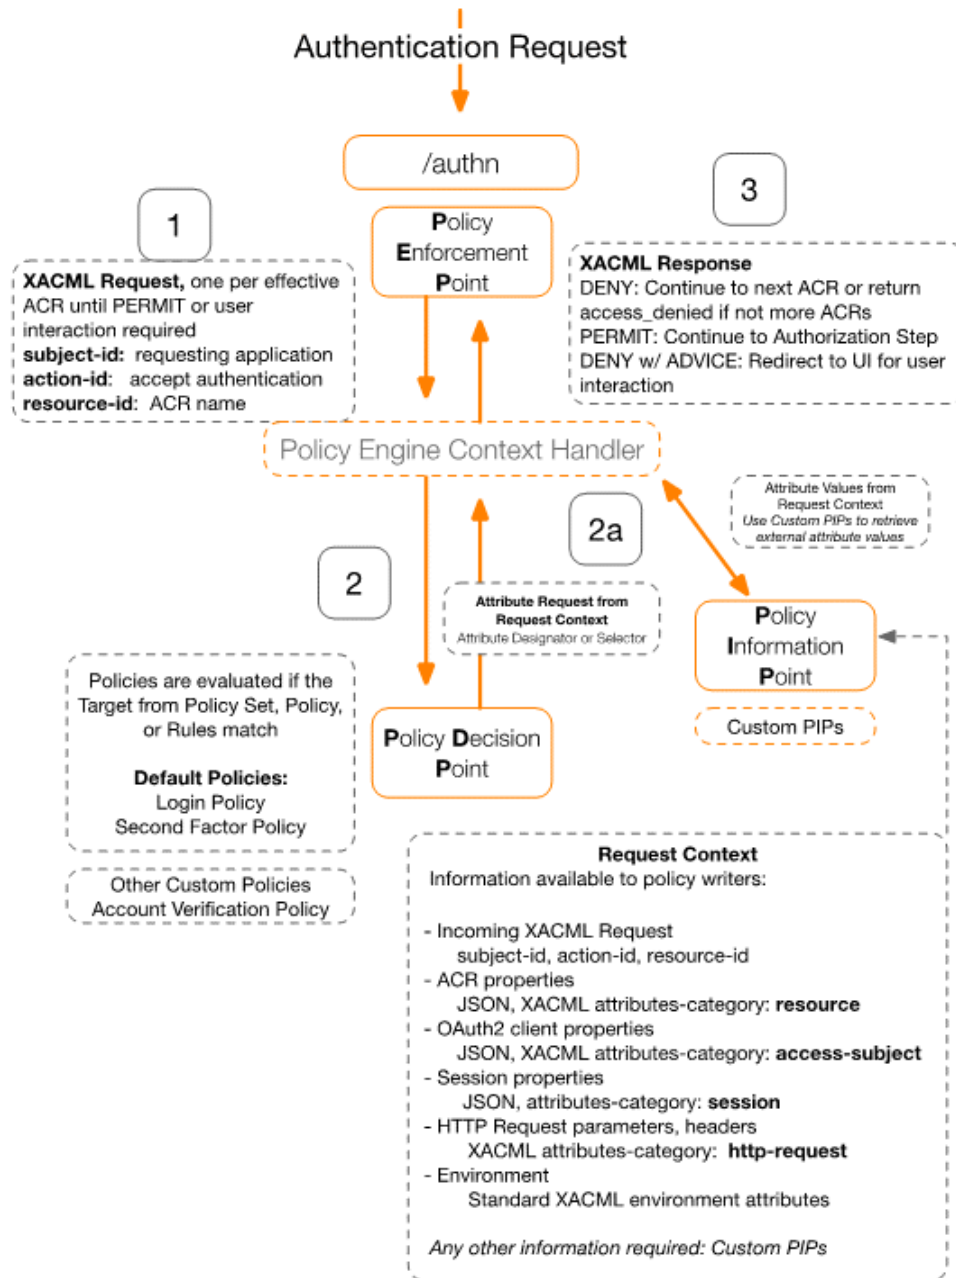 Authentication Request
/authn
3
1
Policy
Enforcement
Point
XACML Request, one per effective
ACR until PERMIT or user
interaction required
subject-id: requesting application
action-id: accept authentication
resource-id: ACR name
XACML Response
DENY: Continue to next ACR or return
access_denied if not more ACRs
PERMIT: Continue to Authorization Step
DENY w/ ADVICE: Redirect to UI for user
interaction
Policy Engine Context Handler
Attribute Values from
Request Context
Use Custom PIPs to retrieve
external attribute values
2a
2
Attribute Request from
Request Context
Attribute Designator or Selector
Policy
Information
Point
Custom PIPs
Policies are evaluated if the
Target from Policy Set, Policy,
or Rules match
Default Policies:
Login Policy
Second Factor Policy
Policy Decision
Point
Other Custom Policies
Account Verification Policy
Request Context
Information available to policy writers:
- Incoming XACML Request
subject-id, action-id, resource-id
- ACR properties
JSON, XACML attributes-category: resource
- OAuth2 client properties
JSON, XACML attributes-category: access-subject
- Session properties
JSON, attributes-category: session
- HTTP Request parameters, headers
XACML attributes-category: http-request
- Environment
Standard XACML environment attributes
Any other information required: Custom PIPs